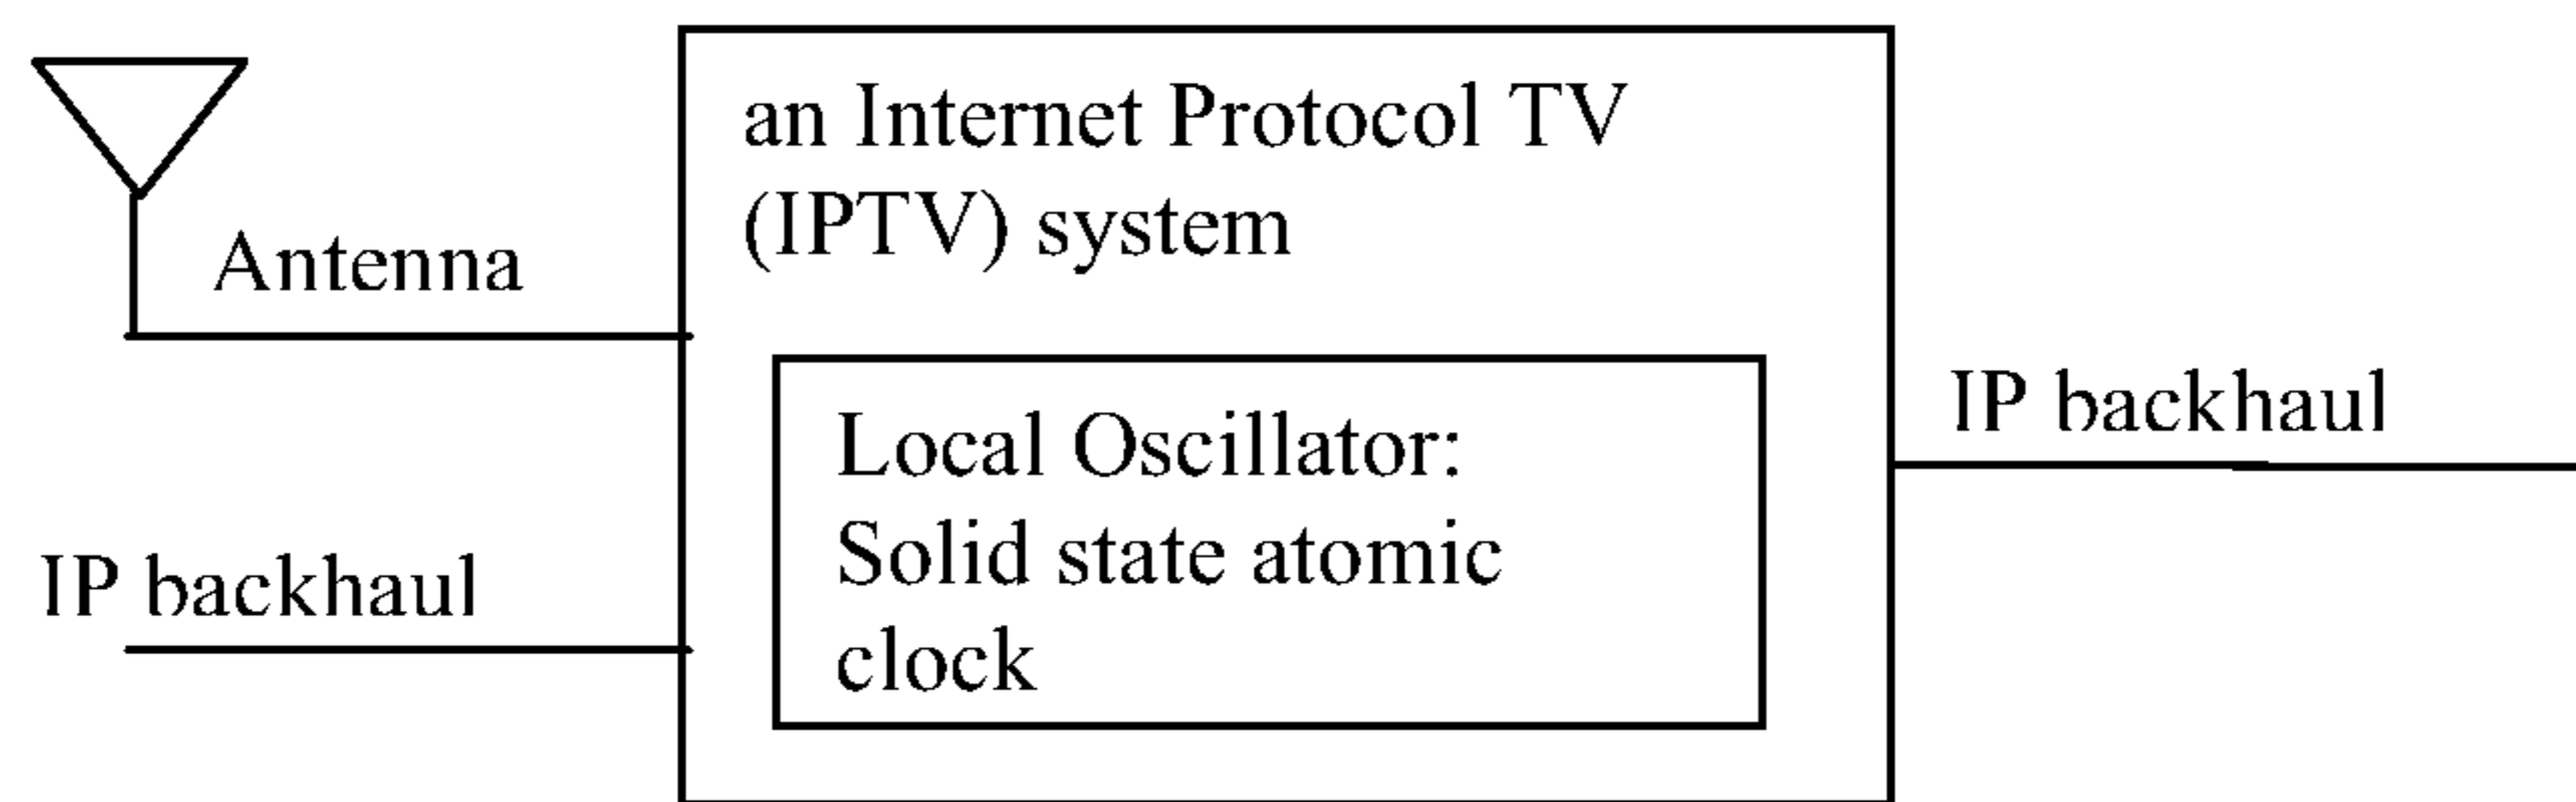 an Internet Protocol TV
(IPTV) system
Antenna
Local Oscillator:
Solid state atomic
clock
IP backhaul
IP backhaul